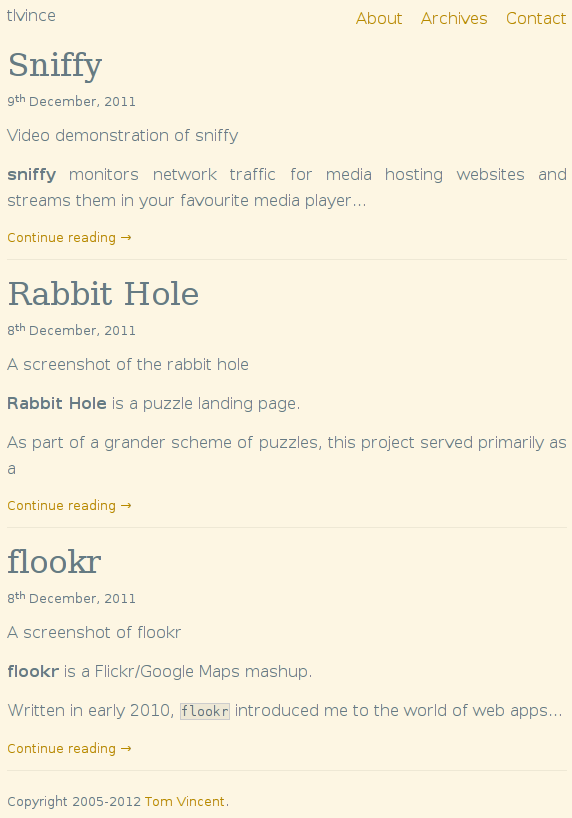 tlvince
About Archives Contact
Sniffy
9th December, 2011
Video demonstration of sniffy
sniffy monitors network traffic for media hosting websites and
streams them in your favourite media player...
Continue reading →
Rabbit Hole
8th December, 2011
A screenshot of the rabbit hole
Rabbit Hole is a puzzle landing page.
As part of a grander scheme of puzzles, this project served primarily as
a
Continue reading →
flookr
8th December, 2011
A screenshot of flookr
flookr is a Flickr/Google Maps mashup.
Written in early 2010, flookr introduced me to the world of web apps...
Continue reading →
Copyright 2005-2012 Tom Vincent.